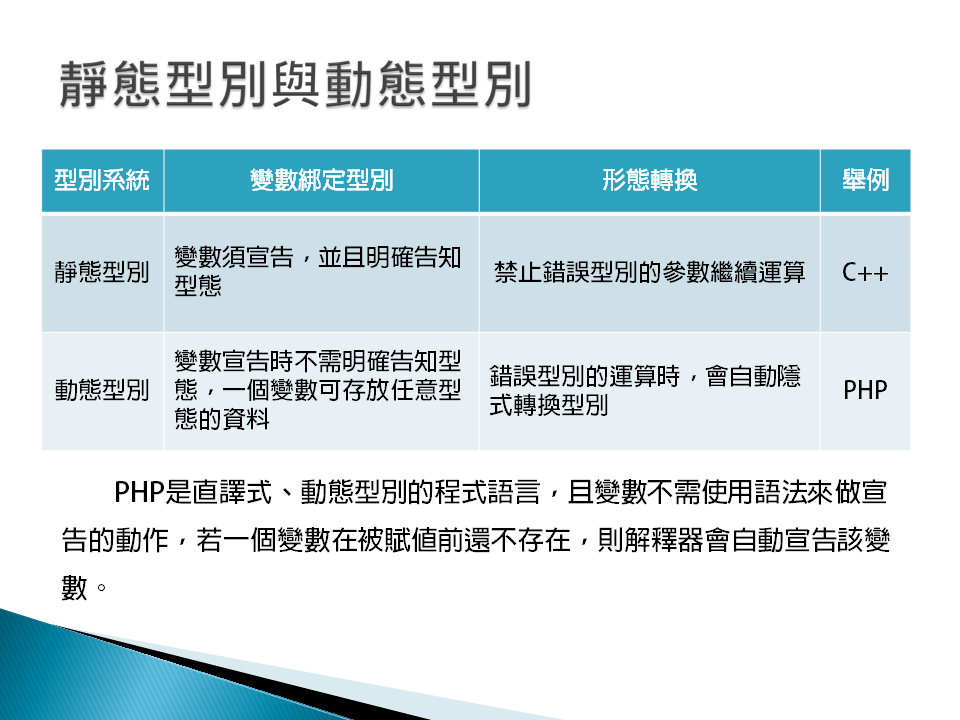 靜態型別與動態型別
型別系統 變數綁定型別 形態轉換 舉例
靜態型別
變數須宣告，並且明確告知
型態
禁止錯誤型別的參數繼續運算
C++
動態型別
變數宣告時不需明確告知型
態，一個變數可存放任意型
態的資料
錯誤型別的運算時，會自動隱
式轉換型別
PHP
PHP是直譯式、動態型別的程式語言，且變數不需使用語法來做宣
告的動作，若一個變數在被賦值前還不存在，則解釋器會自動宣告該變
數。